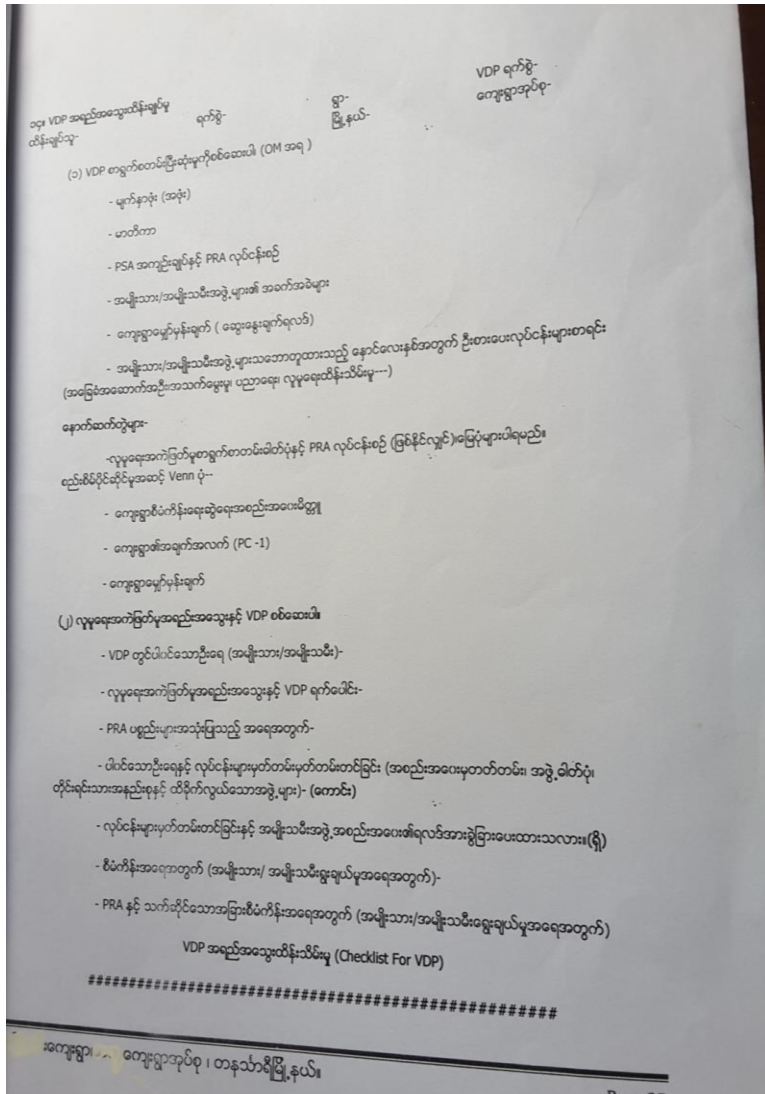 ၁၄။ VDP အရည်အသွေးထိန်းချုပ်မှု ရွာ- VDP ရက်စွဲ-
ထိန်းချုပ်သူ- ရက်စွဲ- မြို့နယ်- ကျေးရွာအုပ်စု-
(၁) VDP စာရွက်စာတမ်းပြီးဆုံးမှုကိုစစ်ဆေးပါ (OM အရ )
- မျက်နှာဖုံး (အဖုံး)
- မာတိကာ
- PSA အကျဉ်းချုပ်နှင့် PRA လုပ်ငန်းစဉ်
- အမျိုးသား/အမျိုးသမီးအဖွဲ့များ၏ အခက်အခဲများ
- ကျေးရွာမျှော်မှန်းချက် ( ဆွေးနွေးချက်ရလဒ်)
- အမျိုးသား/အမျိုးသမီးအဖွဲ့များသဘောတူထားသည့် နှောင်လေးနှစ်အတွက် ဦးစားပေးလုပ်ငန်းများစာရင်း
(အခြေခံအဆောက်အဦး၊အသက်မွေးမှု၊ ပညာရေး၊ လူမှုရေးထိန်းသိမ်းမှု---)
နောက်ဆက်တွဲများ-
-လူမှုရေးအကဲဖြတ်မှုစာရွက်စာတမ်းဓါတ်ပုံနှင့် PRA လုပ်ငန်းစဉ် (ဖြစ်နိုင်လျှင်)၊မြေပုံများပါရမည်။
စည်းစိမ်ပိုင်ဆိုင်မှုအဆင့် Venn ပုံ--
- ကျေးရွာစီမံကိန်းရေးဆွဲရေးအစည်းအဝေးမိတ္တူ
- ကျေးရွာ၏အချက်အလက် (PC -1)
- ကျေးရွာမျှော်မှန်းချက်
(၂) လူမှုရေးအကဲဖြတ်မှုအရည်အသွေးနှင့် VDP စစ်ဆေးပါ။
- VDP တွင်ပါဝင်သောဦးရေ (အမျိုးသား/အမျိုးသမီး)-
- လူမှုရေးအကဲဖြတ်မှုအရည်အသွေးနှင့် VDP ရက်ပေါင်း-
- PRA ပစ္စည်းများအသုံးပြုသည့် အရေအတွက်-
- ပါဝင်သောဦးရေနှင့် လုပ်ငန်းများမှတ်တမ်းမှတ်တမ်းတင်ခြင်း (အစည်းအဝေးမှတတ်တမ်း၊ အဖွဲ့ဓါတ်ပုံ၊
တိုင်းရင်းသားအနည်းစုနှင့် ထိခိုက်လွယ်သောအဖွဲ့များ)- (ကောင်း)
- လုပ်ငန်းများမှတ်တမ်းတင်ခြင်းနှင့် အမျိုးသမီးအဖွဲ့အစည်းအဝေး၏ရလဒ်အားခွဲခြားပေးထားသလား။(ရှိ)
- စီမံကိန်းအရေအတွက် (အမျိုးသား/ အမျိုးသမီးရွးချယ်မှုအရေအတွက်)-
- PRA နှင့် သက်ဆိုင်သောအခြားစီမံကိန်းအရေအတွက် (အမျိုးသား/အမျိုးသမီးရွေးချယ်မှုအရေအတွက်)
VDP အရည်အသွေးထိန်းသိမ်းမှု (Checklist For VDP)
##########################################################
ကျေးရွာ၊ ကျေးရွာအုပ်စု ၊ တနင်္သာရီမြို့နယ်။